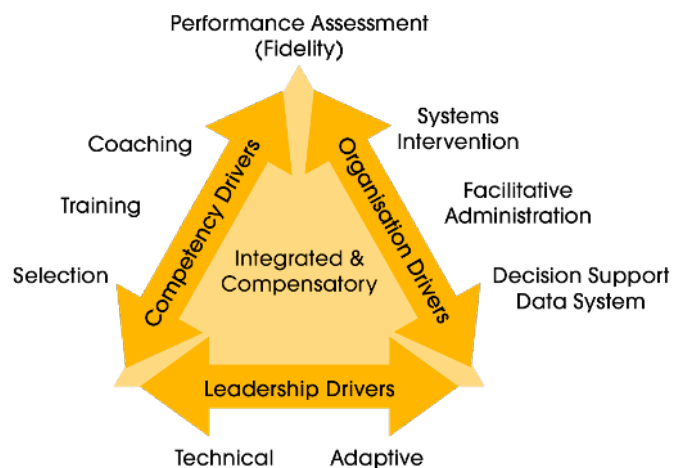 Performance Assessment
(Fidelity)
Coaching
Training
Selection
Competency Drivers
Organisation Drivers
Systems
Intervention
Facilitative
Administration
Decision Support
Data System
Integrated &
Compensatory
Leadership Drivers
Technical
Adaptive